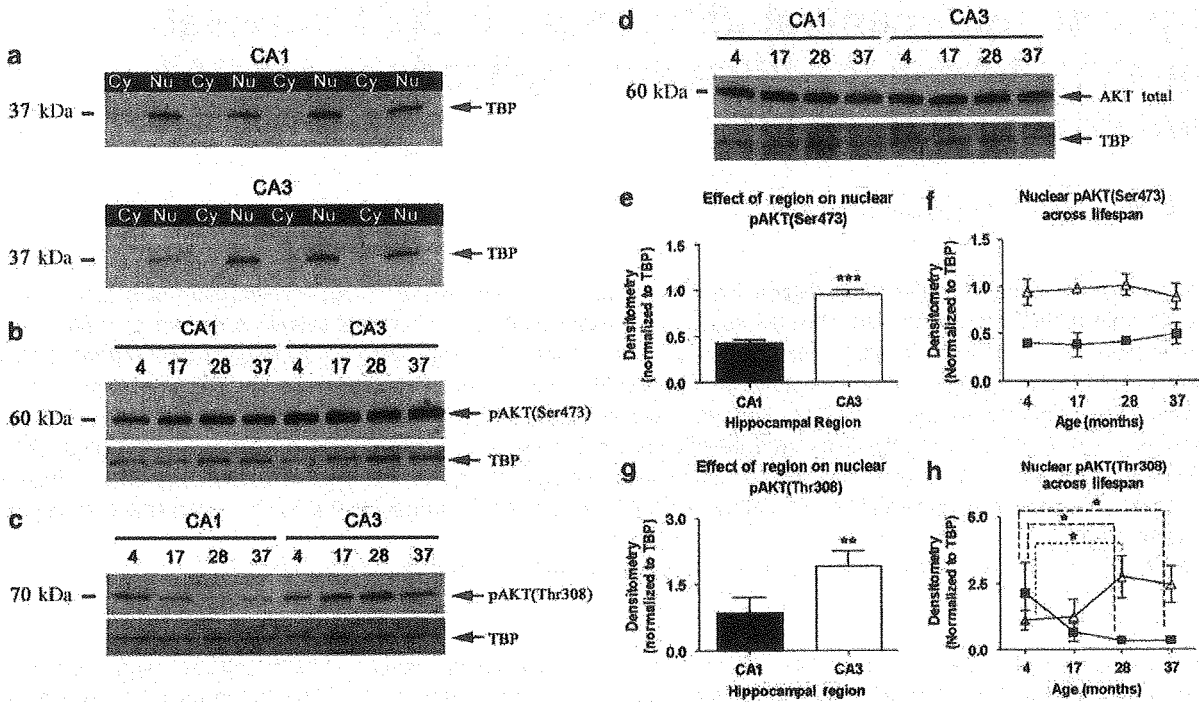 a
CA1
Cy Nu Cy Nu Cy Nu Cy Nu
37 kDa
TBP
CA3
Cy Nu Cy Nu Cy Nu Cy Nu
37 kDa
TBP
b
CA1 CA3
4 17 28 37 4 17 28 37
60 kDa
pAKT(Ser473)
TBP
c
CA1 CA3
4 17 28 37 4 17 28 37
70 kDa
pAKT(Thr308)
TBP
d
CA1 CA3
4 17 28 37 4 17 28 37
60 kDa
AKT total
TBP
e
Effect of region on nuclear
pAKT(Ser473)
Densitometry
(normalized to TBP)
1.5
1.0
0.5
0.0
***
CA1 CA3
Hippocampal Region
f
Nuclear pAKT(Ser473)
across lifespan
Densitometry
(Normalized to TBP)
1.5
1.0
0.5
0.0
4 17 28 37
Age (months)
g
Effect of region on nuclear
pAKT(Thr308)
Densitometry
(normalized to TBP)
3.0
1.5
0.0
**
CA1 CA3
Hippocampal region
h
Nuclear pAKT(Thr308)
across lifespan
Densitometry
(Normalized to TBP)
5.0
2.5
0.0
*
*
*
4 17 28 37
Age (months)